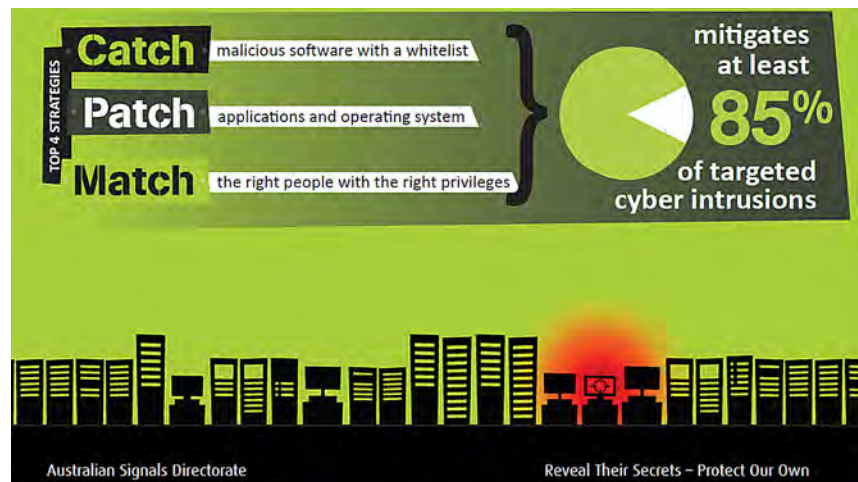 TOP 4 STRATEGIES
Catch malicious software with a whitelist
Patch applications and operating system
Match the right people with the right privileges
mitigates
at least
85%
of targeted
cyber intrusions
Australian Signals Directorate
Reveal Their Secrets – Protect Our Own